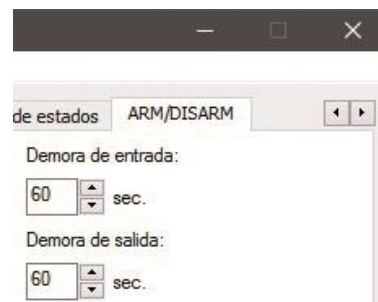 de estados ARM/DISARM
Demora de entrada:
60 sec.
Demora de salida:
60 sec.